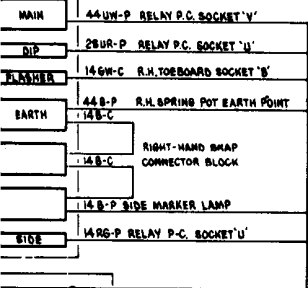 MAIN 44UW-P RELAY P.C. SOCKET 'V'
DIP 28UR-P RELAY P.C. SOCKET 'U'
FLASHER 14GW-C R.H. TOEBOARD SOCKET 'B'
44B-P R.H. SPRING POT EARTH POINT
EARTH 14B-C
RIGHT-HAND SNAP
14B-C CONNECTOR BLOCK
14B-P SIDE MARKER LAMP
SIDE 14RG-P RELAY P-C. SOCKET 'U'